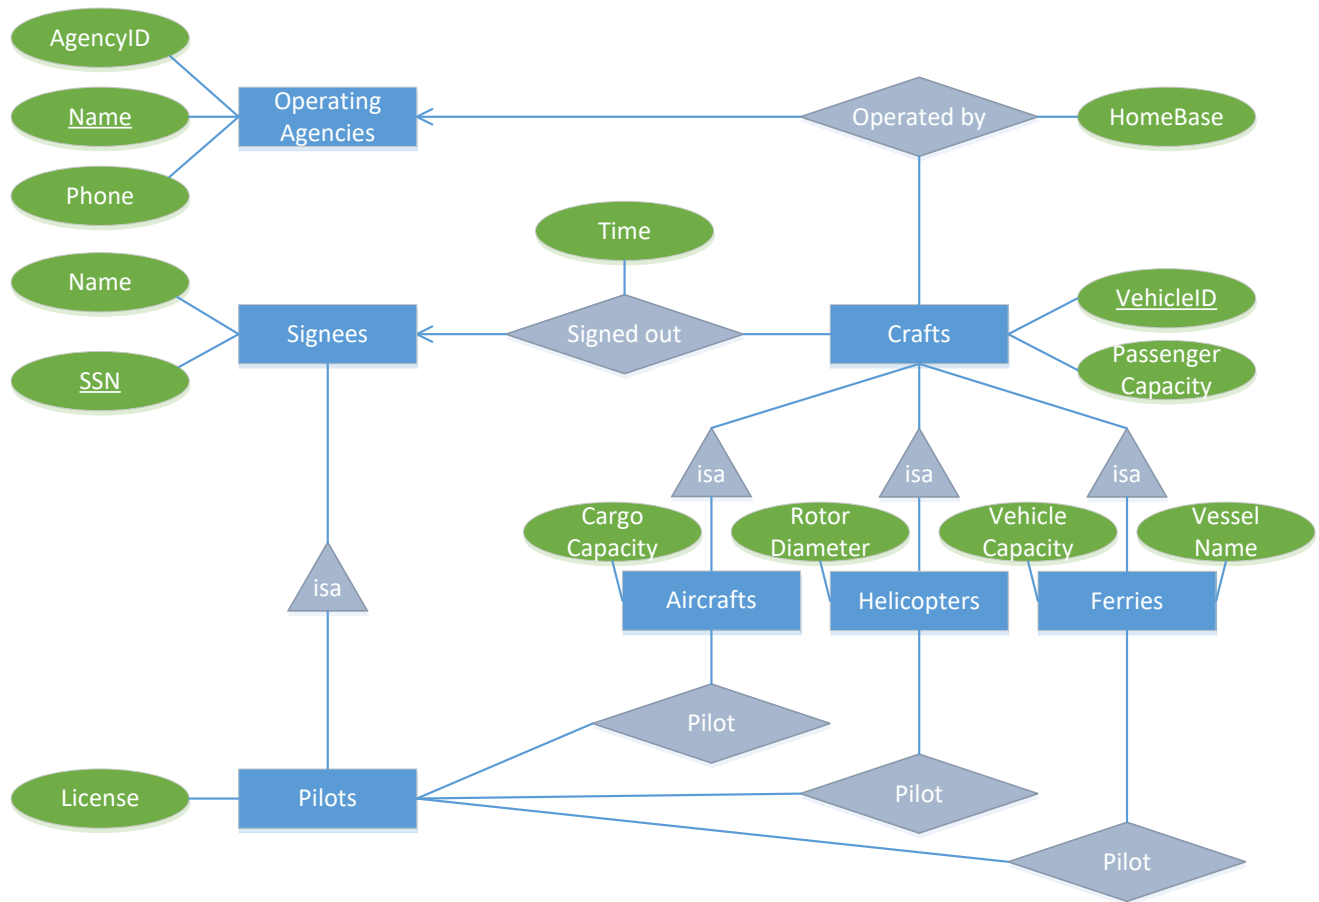 AgencyID
Operating
Agencies
Name
Operated by
HomeBase
Phone
Time
Name
Signees
Signed out
Crafts
VehicleID
SSN
Passenger
Capacity
isa
isa
isa
Cargo
Capacity
Rotor
Diameter
Vehicle
Capacity
Vessel
Name
isa
Aircrafts
Helicopters
Ferries
Pilot
License
Pilots
Pilot
Pilot